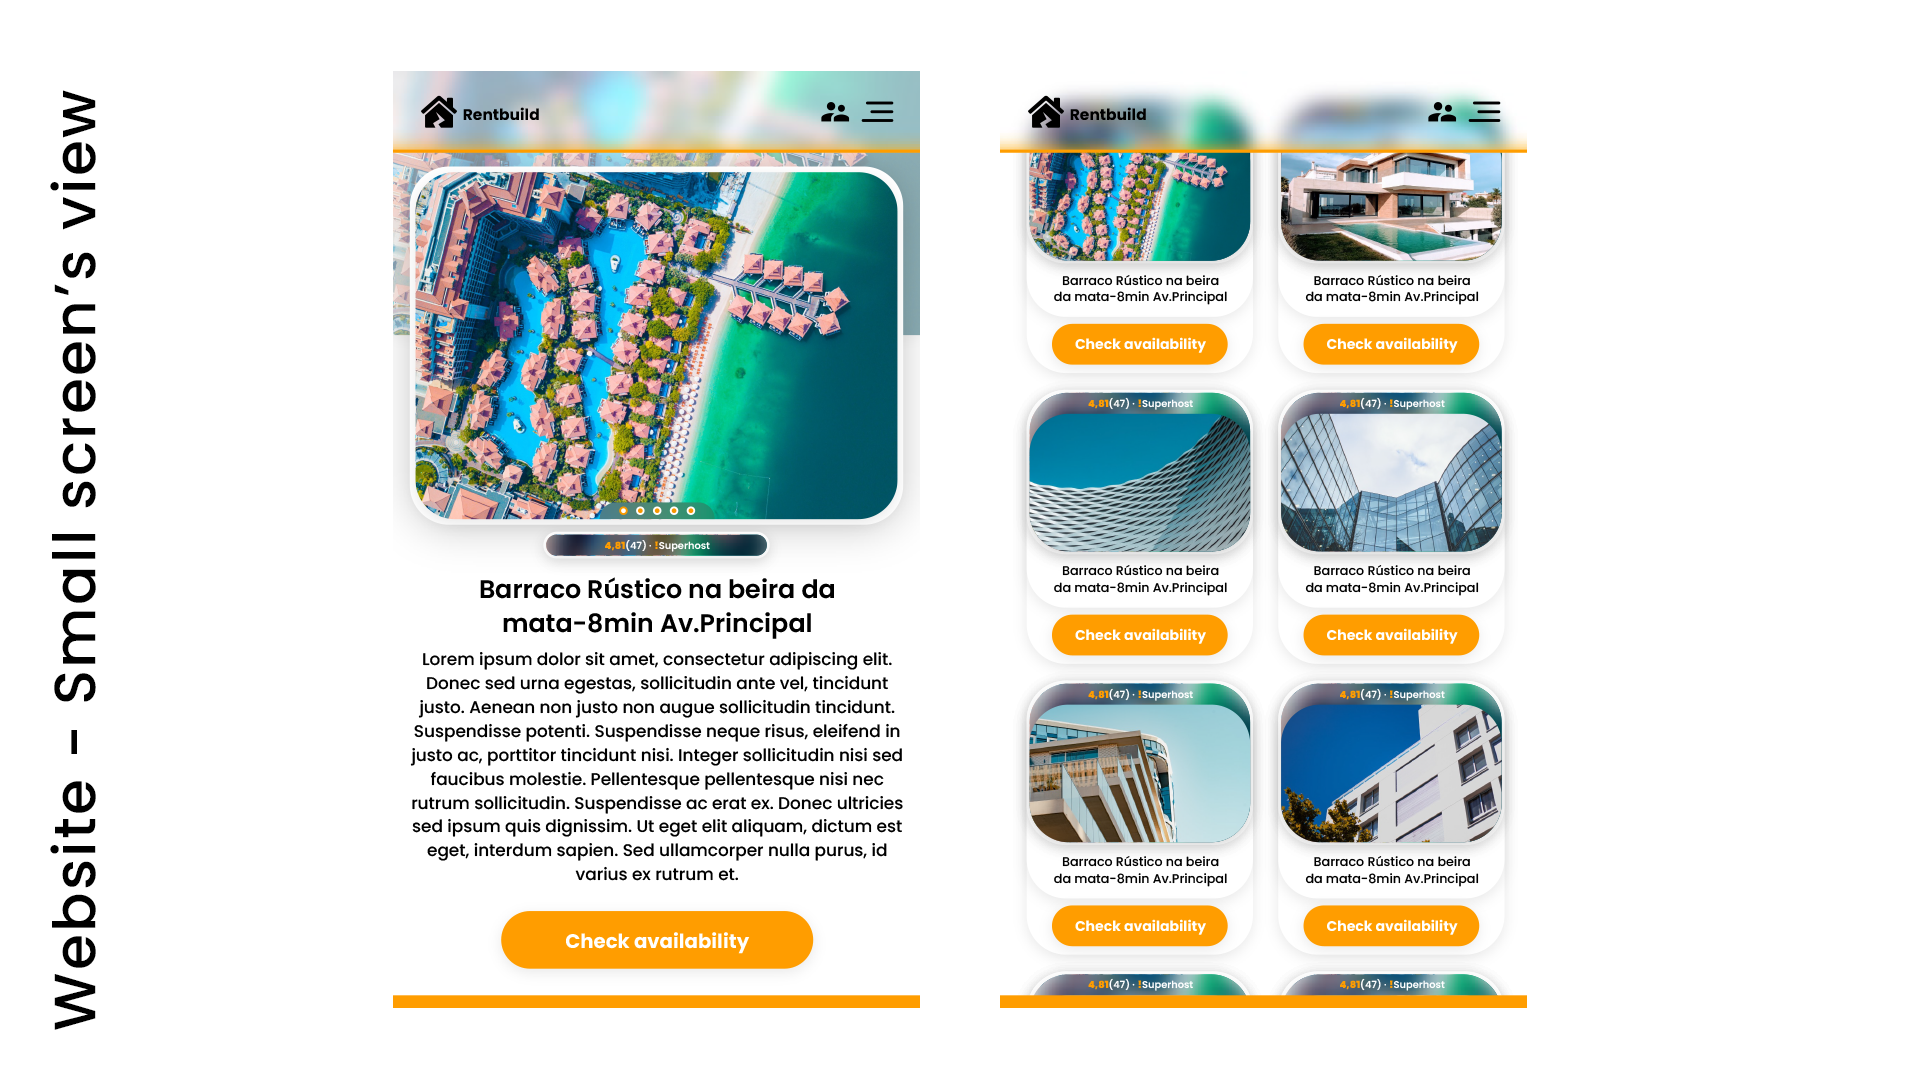 Website - Small screen's view
Rentbuild
4,81(47) · !Superhost
Barraco Rústico na beira da
mata-8min Av.Principal
Lorem ipsum dolor sit amet, consectetur adipiscing elit.
Donec sed urna egestas, sollicitudin ante vel, tincidunt
justo. Aenean non justo non augue sollicitudin tincidunt.
Suspendisse potenti. Suspendisse neque risus, eleifend in
justo ac, porttitor tincidunt nisi. Integer sollicitudin nisi sed
faucibus molestie. Pellentesque pellentesque nisi nec
rutrum sollicitudin. Suspendisse ac erat ex. Donec ultricies
sed ipsum quis dignissim. Ut eget elit aliquam, dictum est
eget, interdum sapien. Sed ullamcorper nulla purus, id
varius ex rutrum et.
Check availability
Rentbuild
Barraco Rústico na beira
da mata-8min Av.Principal
Check availability
Barraco Rústico na beira
da mata-8min Av.Principal
Check availability
4,81(47) · !Superhost
Barraco Rústico na beira
da mata-8min Av.Principal
Check availability
4,81(47) · !Superhost
Barraco Rústico na beira
da mata-8min Av.Principal
Check availability
4,81(47) · !Superhost
Barraco Rústico na beira
da mata-8min Av.Principal
Check availability
4,81(47) · !Superhost
Barraco Rústico na beira
da mata-8min Av.Principal
Check availability
4,81(47) · !Superhost
4,81(47) · !Superhost